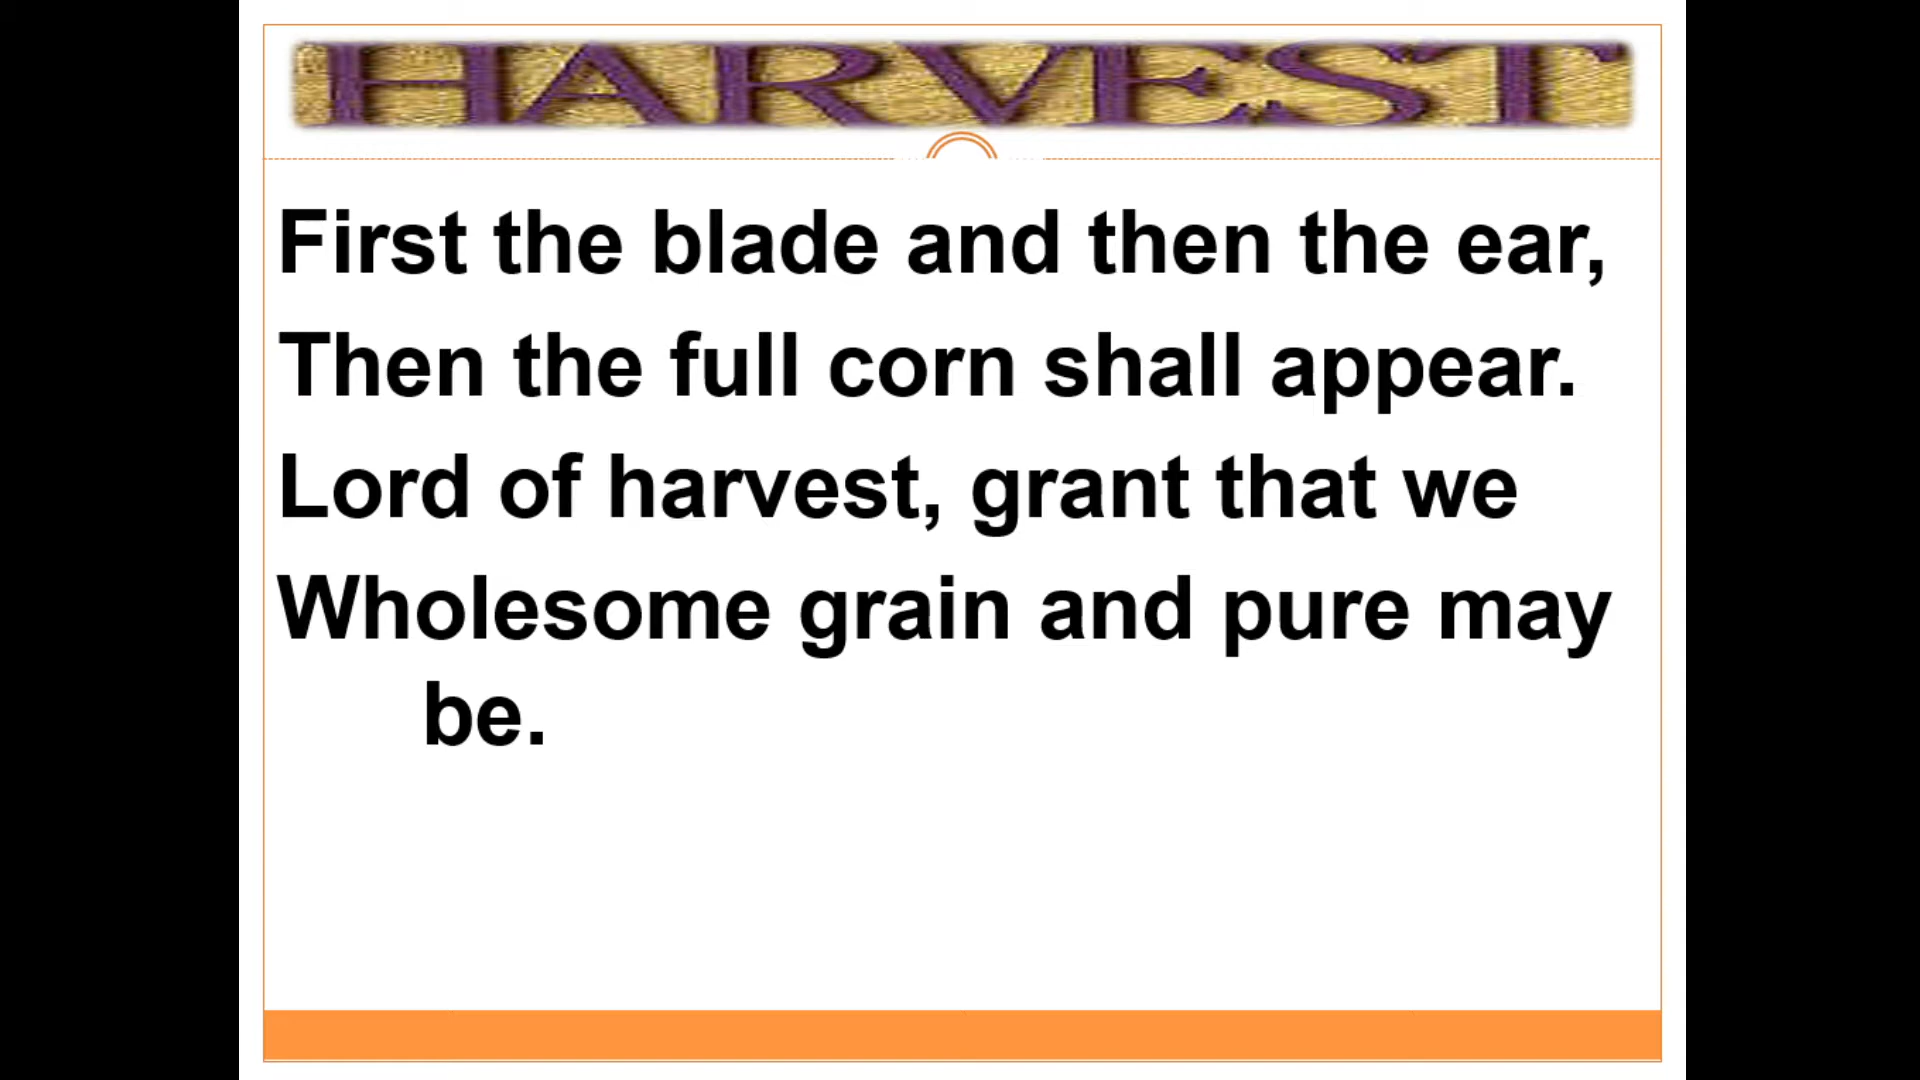 HARVEST
First the blade and then the ear,
Then the full corn shall appear.
Lord of harvest, grant that we
Wholesome grain and pure may
be.